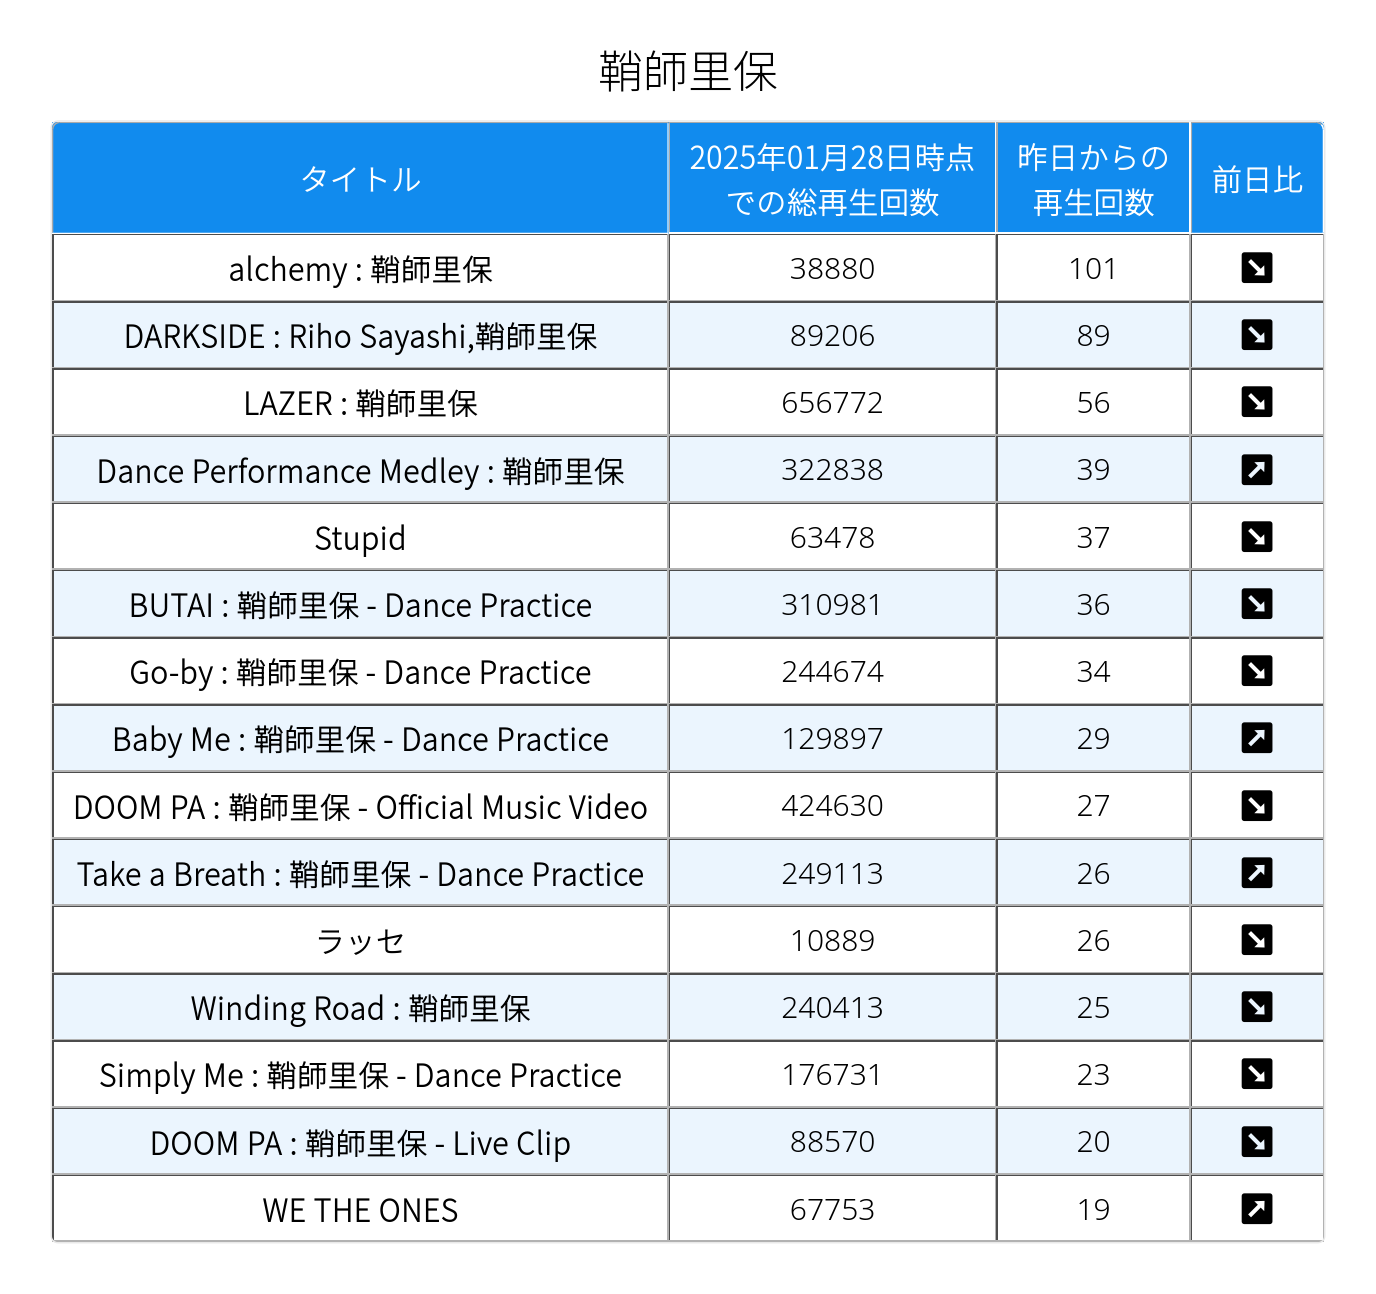 鞘師里保
タイトル 2025年01月28日時点での総再生回数 昨日からの再生回数 前日比
alchemy : 鞘師里保 38880 101 ↘
DARKSIDE : Riho Sayashi,鞘師里保 89206 89 ↘
LAZER : 鞘師里保 656772 56 ↘
Dance Performance Medley : 鞘師里保 322838 39 ↗
Stupid 63478 37 ↘
BUTAI : 鞘師里保 - Dance Practice 310981 36 ↘
Go-by : 鞘師里保 - Dance Practice 244674 34 ↘
Baby Me : 鞘師里保 - Dance Practice 129897 29 ↗
DOOM PA : 鞘師里保 - Official Music Video 424630 27 ↘
Take a Breath : 鞘師里保 - Dance Practice 249113 26 ↗
ラッセ 10889 26 ↘
Winding Road : 鞘師里保 240413 25 ↘
Simply Me : 鞘師里保 - Dance Practice 176731 23 ↘
DOOM PA : 鞘師里保 - Live Clip 88570 20 ↘
WE THE ONES 67753 19 ↗